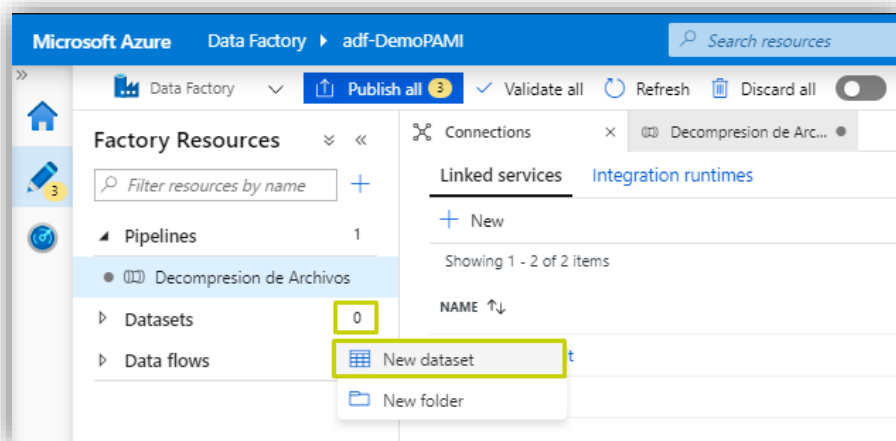 Microsoft Azure Data Factory adf-DemoPAMI Search resources
Data Factory Publish all 3 Validate all Refresh Discard all
Factory Resources
Connections Decompresion de Arc...
Filter resources by name
3
Linked services Integration runtimes
New
Pipelines 1
Showing 1 - 2 of 2 items
Decompresion de Archivos
NAME
Datasets 0
Data flows
New dataset
t
New folder